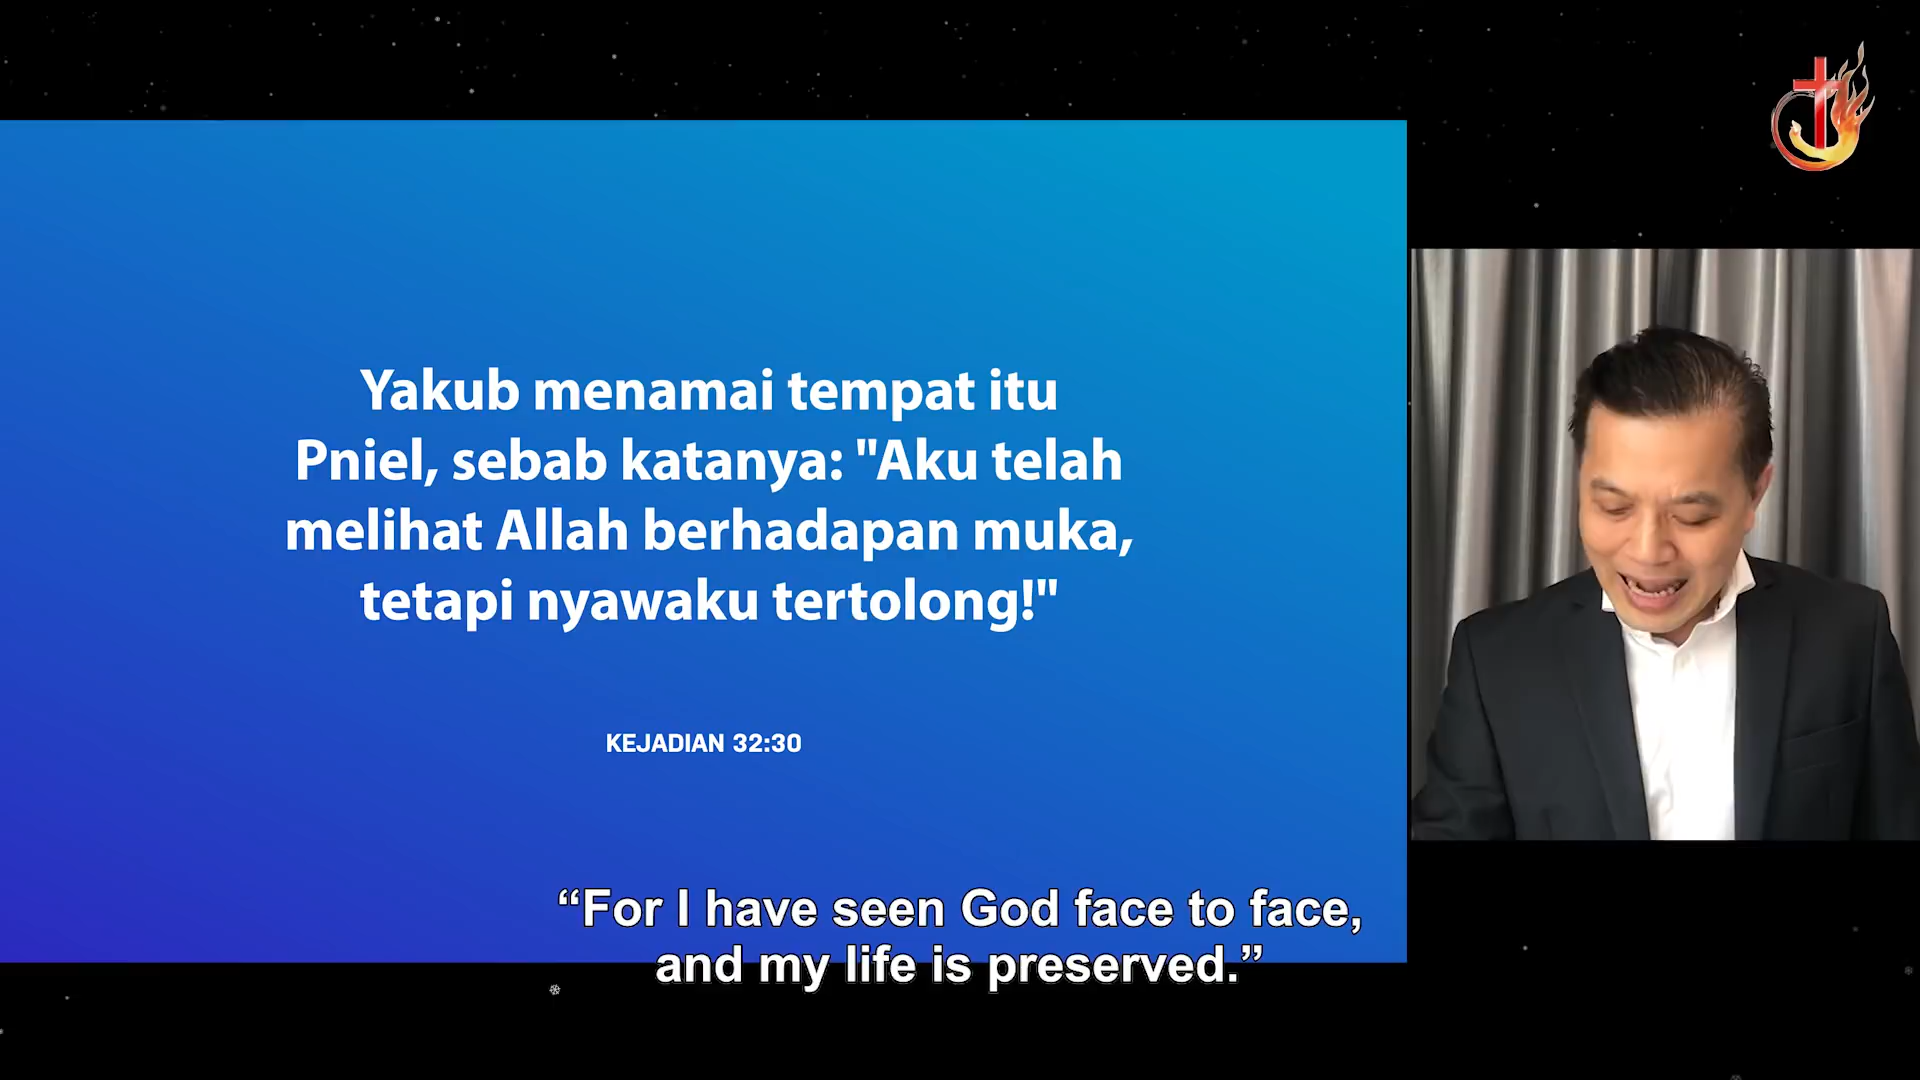 Yakub menamai tempat itu
Pniel, sebab katanya: "Aku telah
melihat Allah berhadapan muka,
tetapi nyawaku tertolong!"
KEJADIAN 32:30
“For I have seen God face to face,
and my life is preserved.”